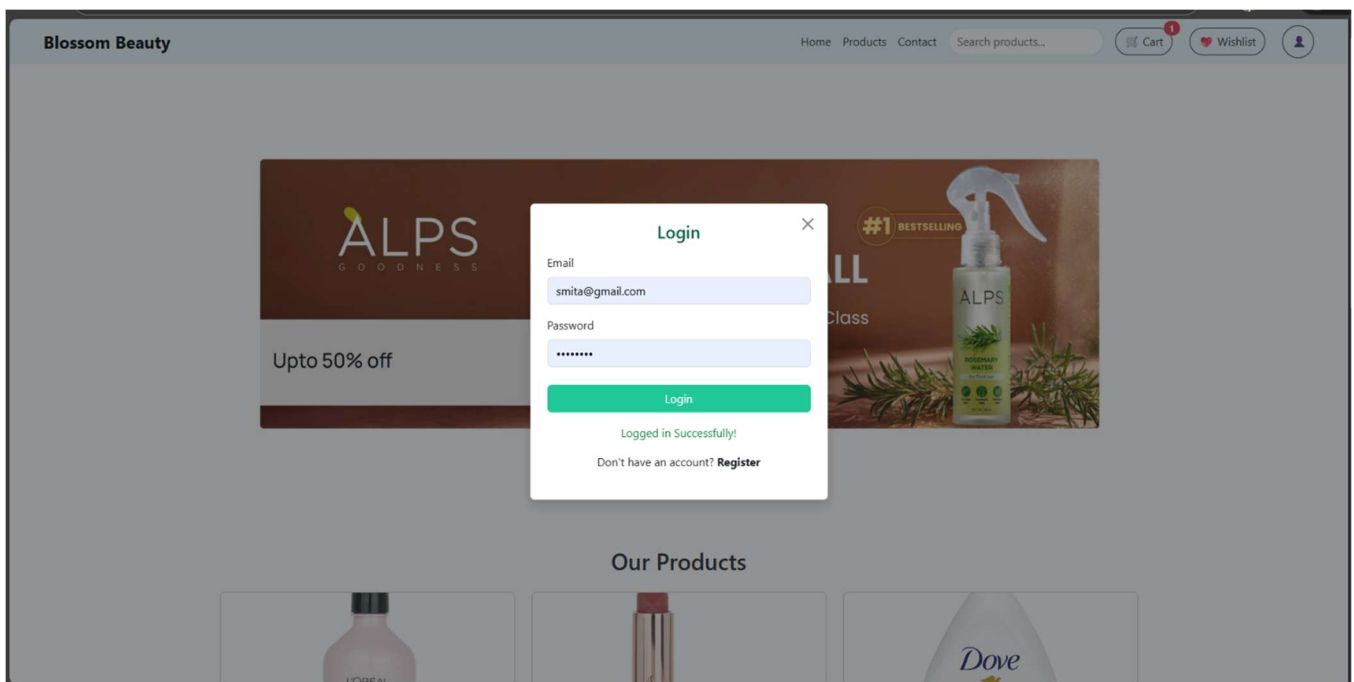 Blossom Beauty
Home Products Contact Search products... Cart 1 Wishlist
ALPS
GOODNESS
#1 BESTSELLING
LL
Class
Upto 50% off
ALPS
ROSEMARY
WATER
Login
Email
smita@gmail.com
Password
••••••••
Login
Logged in Successfully!
Don't have an account? Register
Our Products
L'OREAL
Dove